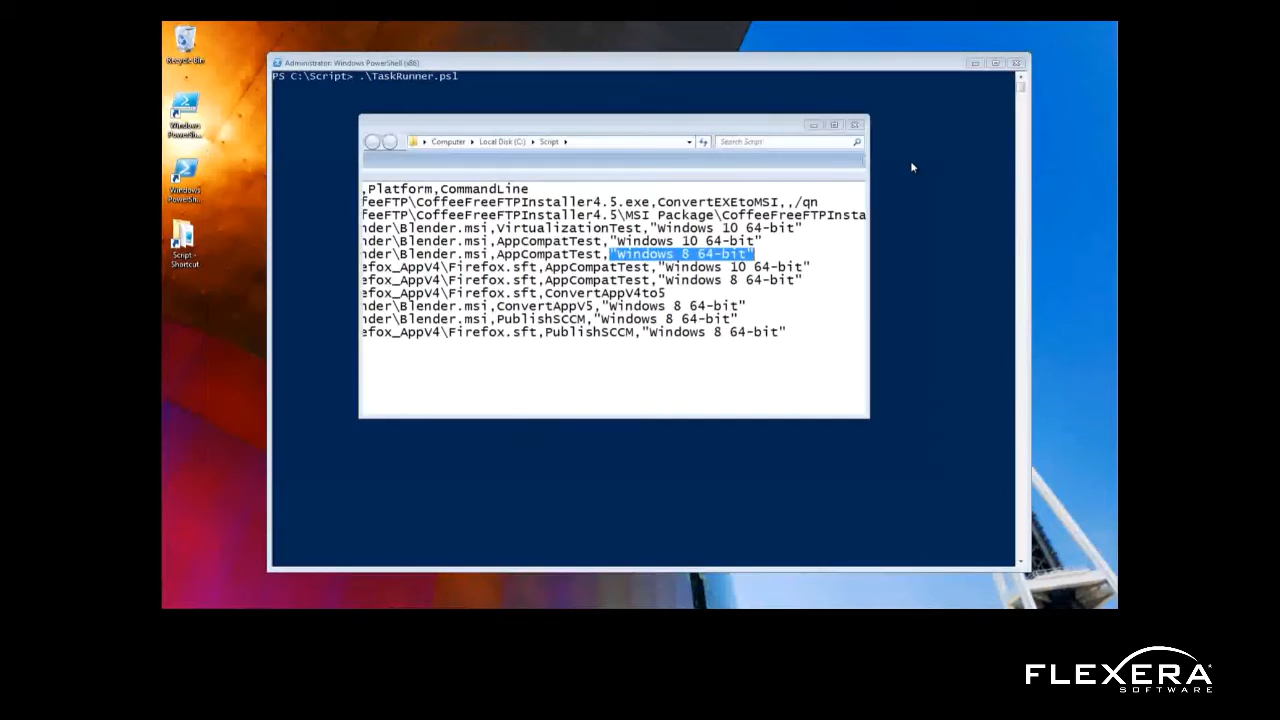 Recycle Bin
Windows PowerSh...
Windows PowerSh...
Script - Shortcut
Administrator: Windows PowerShell (x86)
PS C:\Script> .\TaskRunner.ps1
Computer
Local Disk (C:)
Script
Search Script
,Platform,CommandLine
feeFTP\CoffeeFreeFTPInstaller4.5.exe,ConvertEXEtoMSI,,/qn
feeFTP\CoffeeFreeFTPInstaller4.5\MSI Package\CoffeeFreeFTPInsta
nder\Blender.msi,VirtualizationTest,"Windows 10 64-bit"
nder\Blender.msi,AppCompatTest,"Windows 10 64-bit"
nder\Blender.msi,AppCompatTest,"Windows 8 64-bit"
efox_AppV4\Firefox.sft,AppCompatTest,"Windows 10 64-bit"
efox_AppV4\Firefox.sft,AppCompatTest,"Windows 8 64-bit"
efox_AppV4\Firefox.sft,ConvertAppV4to5
nder\Blender.msi,ConvertAppV5,"Windows 8 64-bit"
nder\Blender.msi,PublishSCCM,"Windows 8 64-bit"
efox_AppV4\Firefox.sft,PublishSCCM,"Windows 8 64-bit"
FLEXERA
SOFTWARE